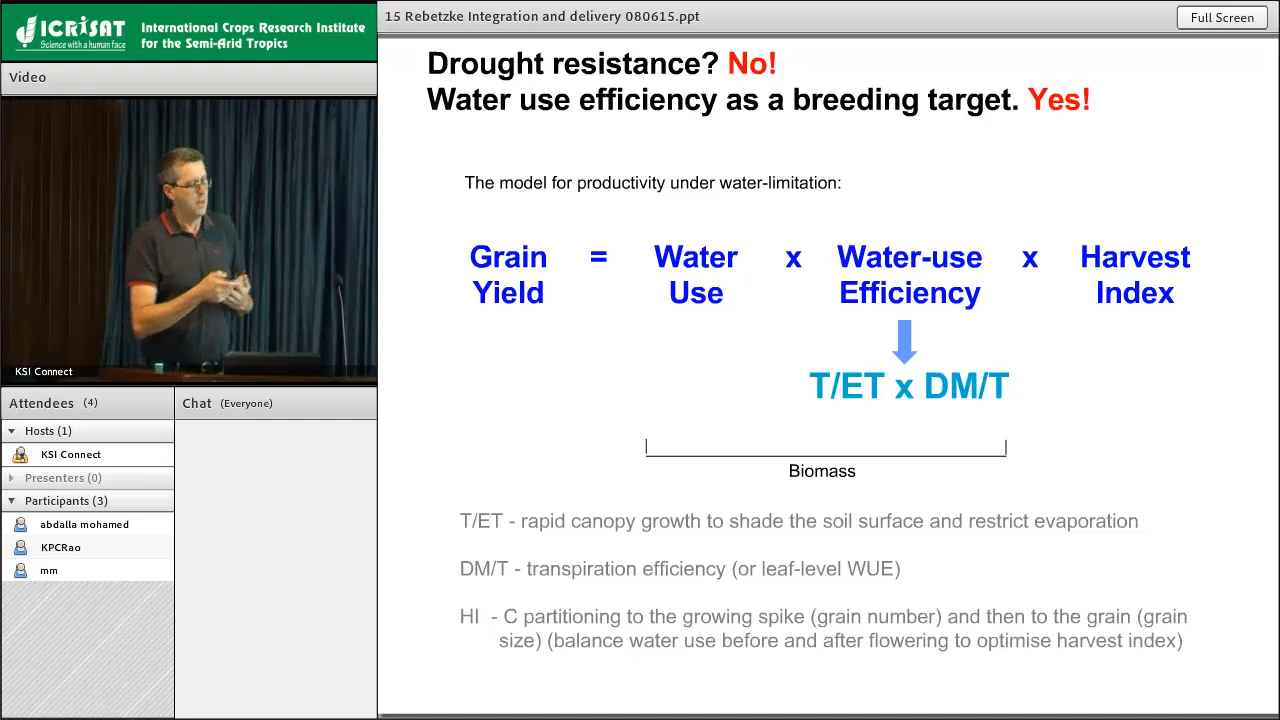 ICRISAT
Science with a human face
International Crops Research Institute
for the Semi-Arid Tropics
Video
KSI Connect
Attendees (4)
Hosts (1)
KSI Connect
Presenters (0)
Participants (3)
abdalla mohamed
KPCRao
mm
Chat (Everyone)
15 Rebetzke Integration and delivery 080615.ppt
Full Screen
Drought resistance? No!
Water use efficiency as a breeding target. Yes!
The model for productivity under water-limitation:
Grain = Water x Water-use x Harvest
Yield Use Efficiency Index
T/ET x DM/T
Biomass
T/ET - rapid canopy growth to shade the soil surface and restrict evaporation
DM/T - transpiration efficiency (or leaf-level WUE)
HI - C partitioning to the growing spike (grain number) and then to the grain (grain
size) (balance water use before and after flowering to optimise harvest index)